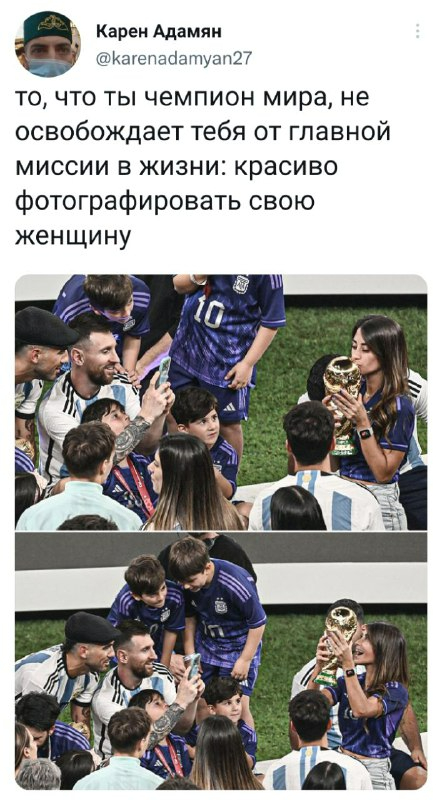 Карен Адамян
@karenadamyan27
то, что ты чемпион мира, не
освобождает тебя от главной
миссии в жизни: красиво
фотографировать свою
женщину
10